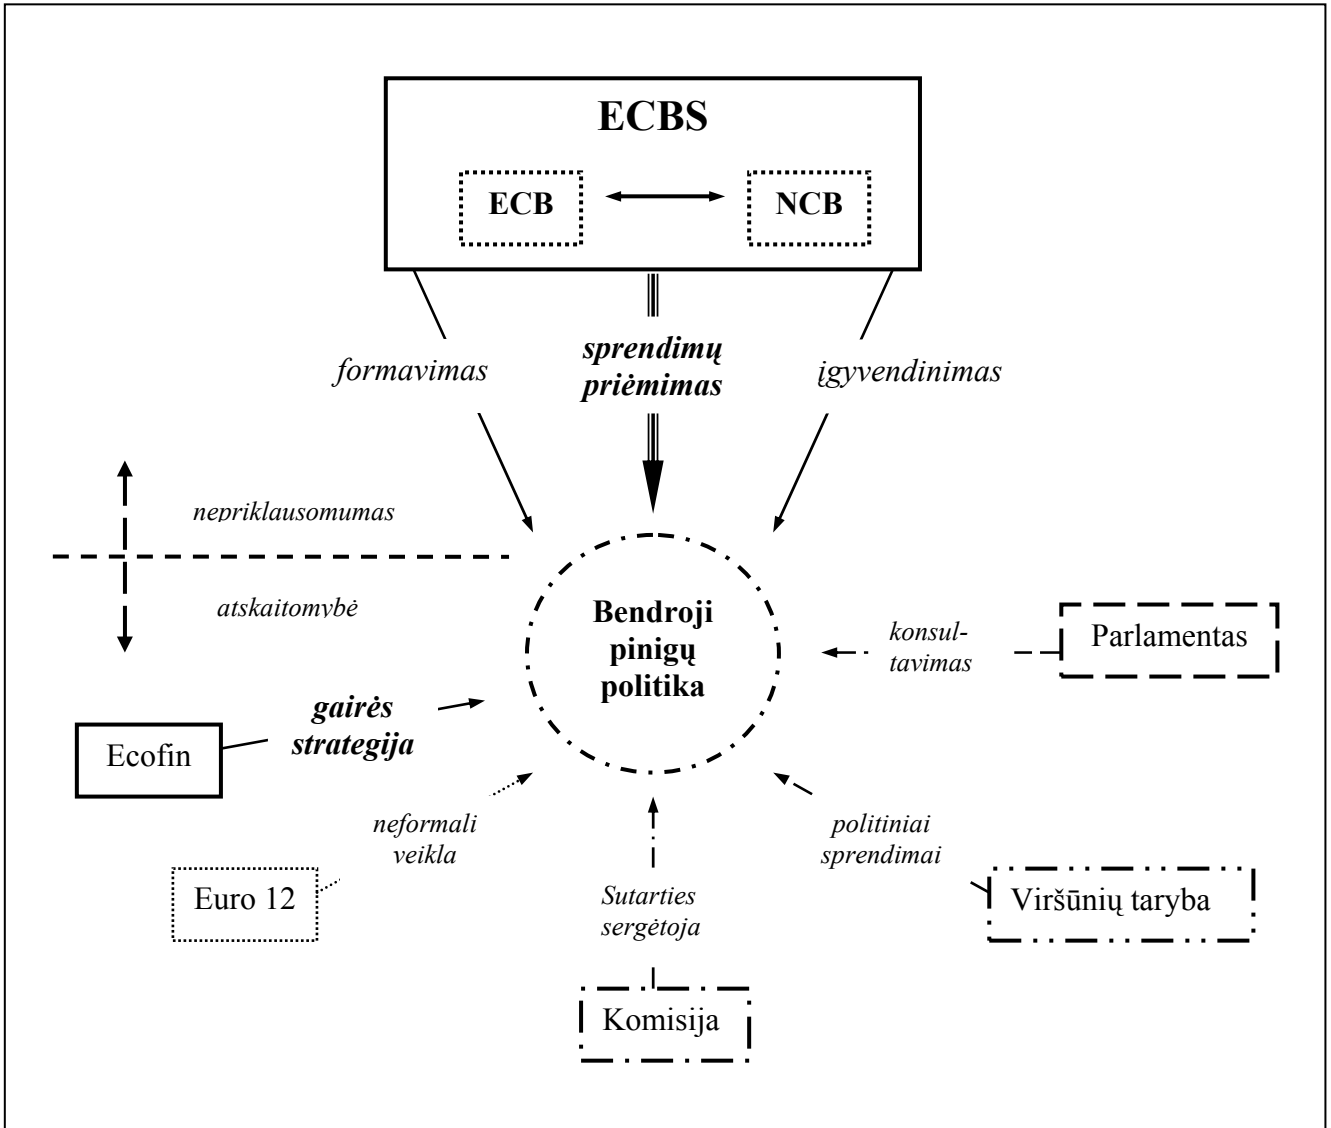 ECBS
ECB
NCB
formavimas
sprendimų
priėmimas
įgyvendinimas
nepriklausomumas
atskaitomybė
Bendroji
pinigų
politika
konsul-
tavimas
Parlamentas
gairės
strategija
Ecofin
neformali
veikla
politiniai
sprendimai
Euro 12
Sutarties
sergėtoja
Viršūnių taryba
Komisija